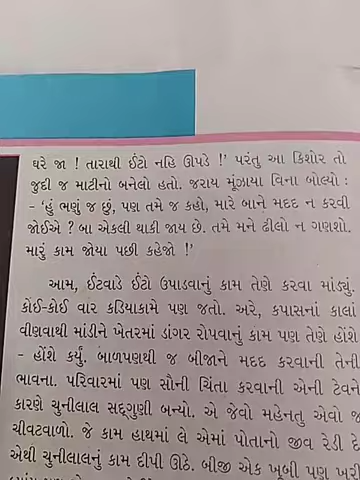 ઘરે જા ! તારાથી ઈંટો નહિ ઊપડે !' પરંતુ આ કિશોર તો
જુદી જ માટીનો બનેલો હતો. જરાય મૂંઝાયા વિના બોલ્યો :
- 'હું ભણું જ છું, પણ તમે જ કહો, મારે બાને મદદ ન કરવી
જોઈએ ? બા એકલી થાકી જાય છે. તમે મને ઢીલો ન ગણશો.
મારું કામ જોયા પછી કહેજો !'
આમ, ઈંટવાડે ઈંટો ઉપાડવાનું કામ તેણે કરવા માંડ્યું.
કોઈ-કોઈ વાર કડિયાકામે પણ જતો. અરે, કપાસનાં કાલાં
વીણવાથી માંડીને ખેતરમાં ડાંગર રોપવાનું કામ પણ તેણે હોંશે
- હોંશે કર્યું. બાળપણથી જ બીજાને મદદ કરવાની તેની
ભાવના. પરિવારમાં પણ સૌની ચિંતા કરવાની એની ટેવને
કારણે ચુનીલાલ સદ્ગુણી બન્યો. એ જેવો મહેનતુ એવો જ
ચીવટવાળો. જે કામ હાથમાં લે એમાં પોતાનો જીવ રેડી દે
એથી ચુનીલાલનું કામ દીપી ઊઠે. બીજી એક ખૂબી પણ ખરી